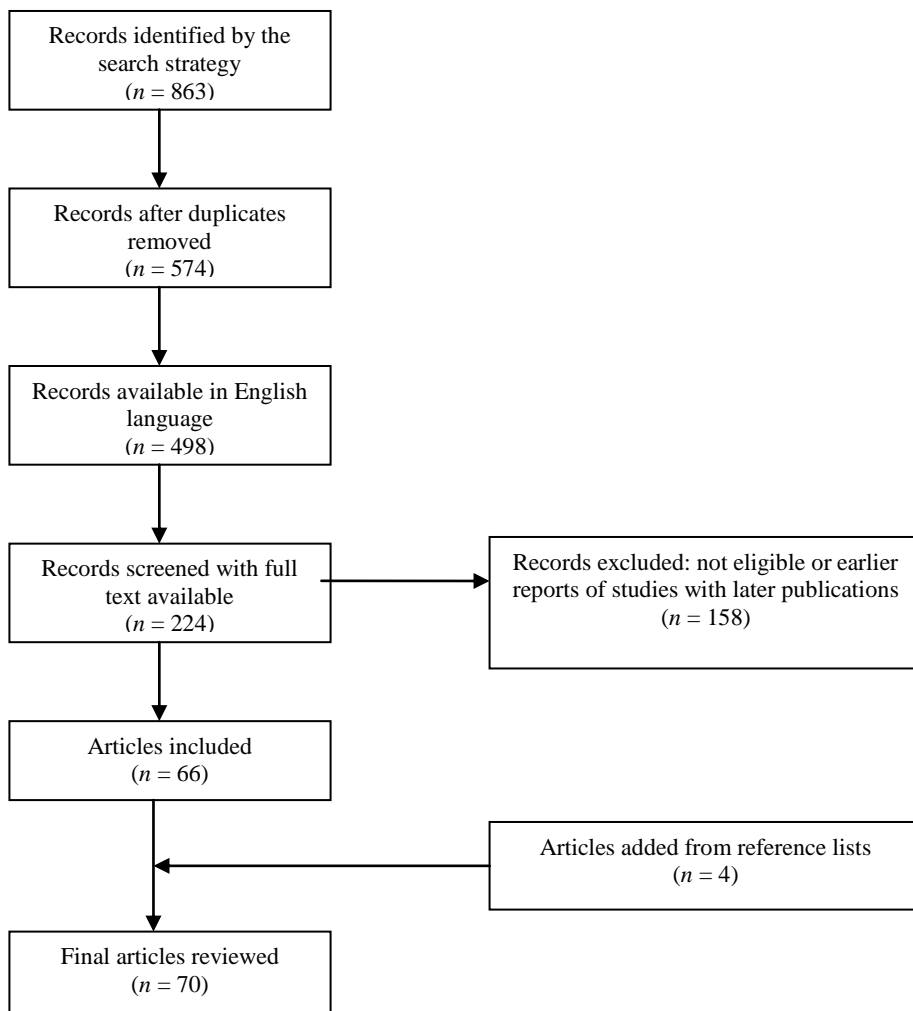 Records identified by the
search strategy
(n = 863)
Records after duplicates
removed
(n = 574)
Records available in English
language
(n = 498)
Records screened with full
text available
(n = 224)
Records excluded: not eligible or earlier
reports of studies with later publications
(n = 158)
Articles included
(n = 66)
Articles added from reference lists
(n = 4)
Final articles reviewed
(n = 70)